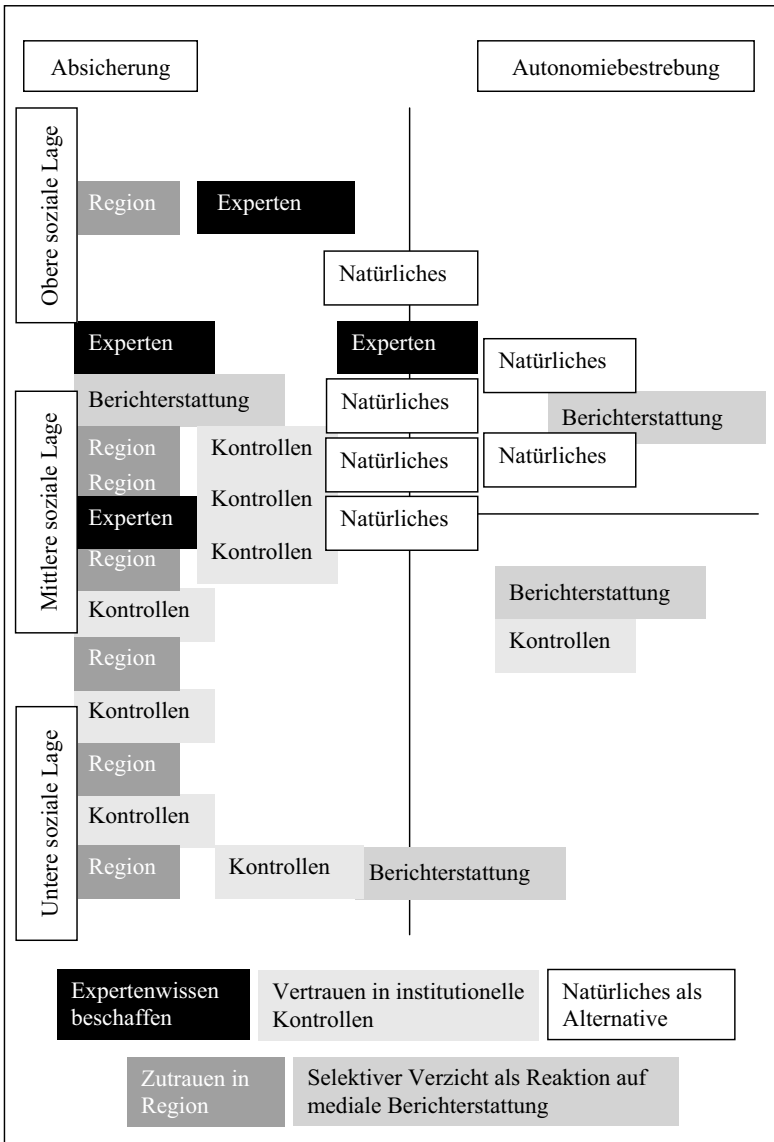 Absicherung
Autonomiebestrebung
Obere soziale Lage
Region
Experten
Natürliches
Experten
Experten
Natürliches
Mittlere soziale Lage
Berichterstattung
Natürliches
Berichterstattung
Region
Kontrollen
Natürliches
Natürliches
Region
Kontrollen
Experten
Natürliches
Region
Kontrollen
Kontrollen
Berichterstattung
Region
Kontrollen
Untere soziale Lage
Kontrollen
Region
Kontrollen
Region
Kontrollen
Berichterstattung
Expertenwissen
beschaffen
Vertrauen in institutionelle
Kontrollen
Natürliches als
Alternative
Zutrauen in
Region
Selektiver Verzicht als Reaktion auf
mediale Berichterstattung